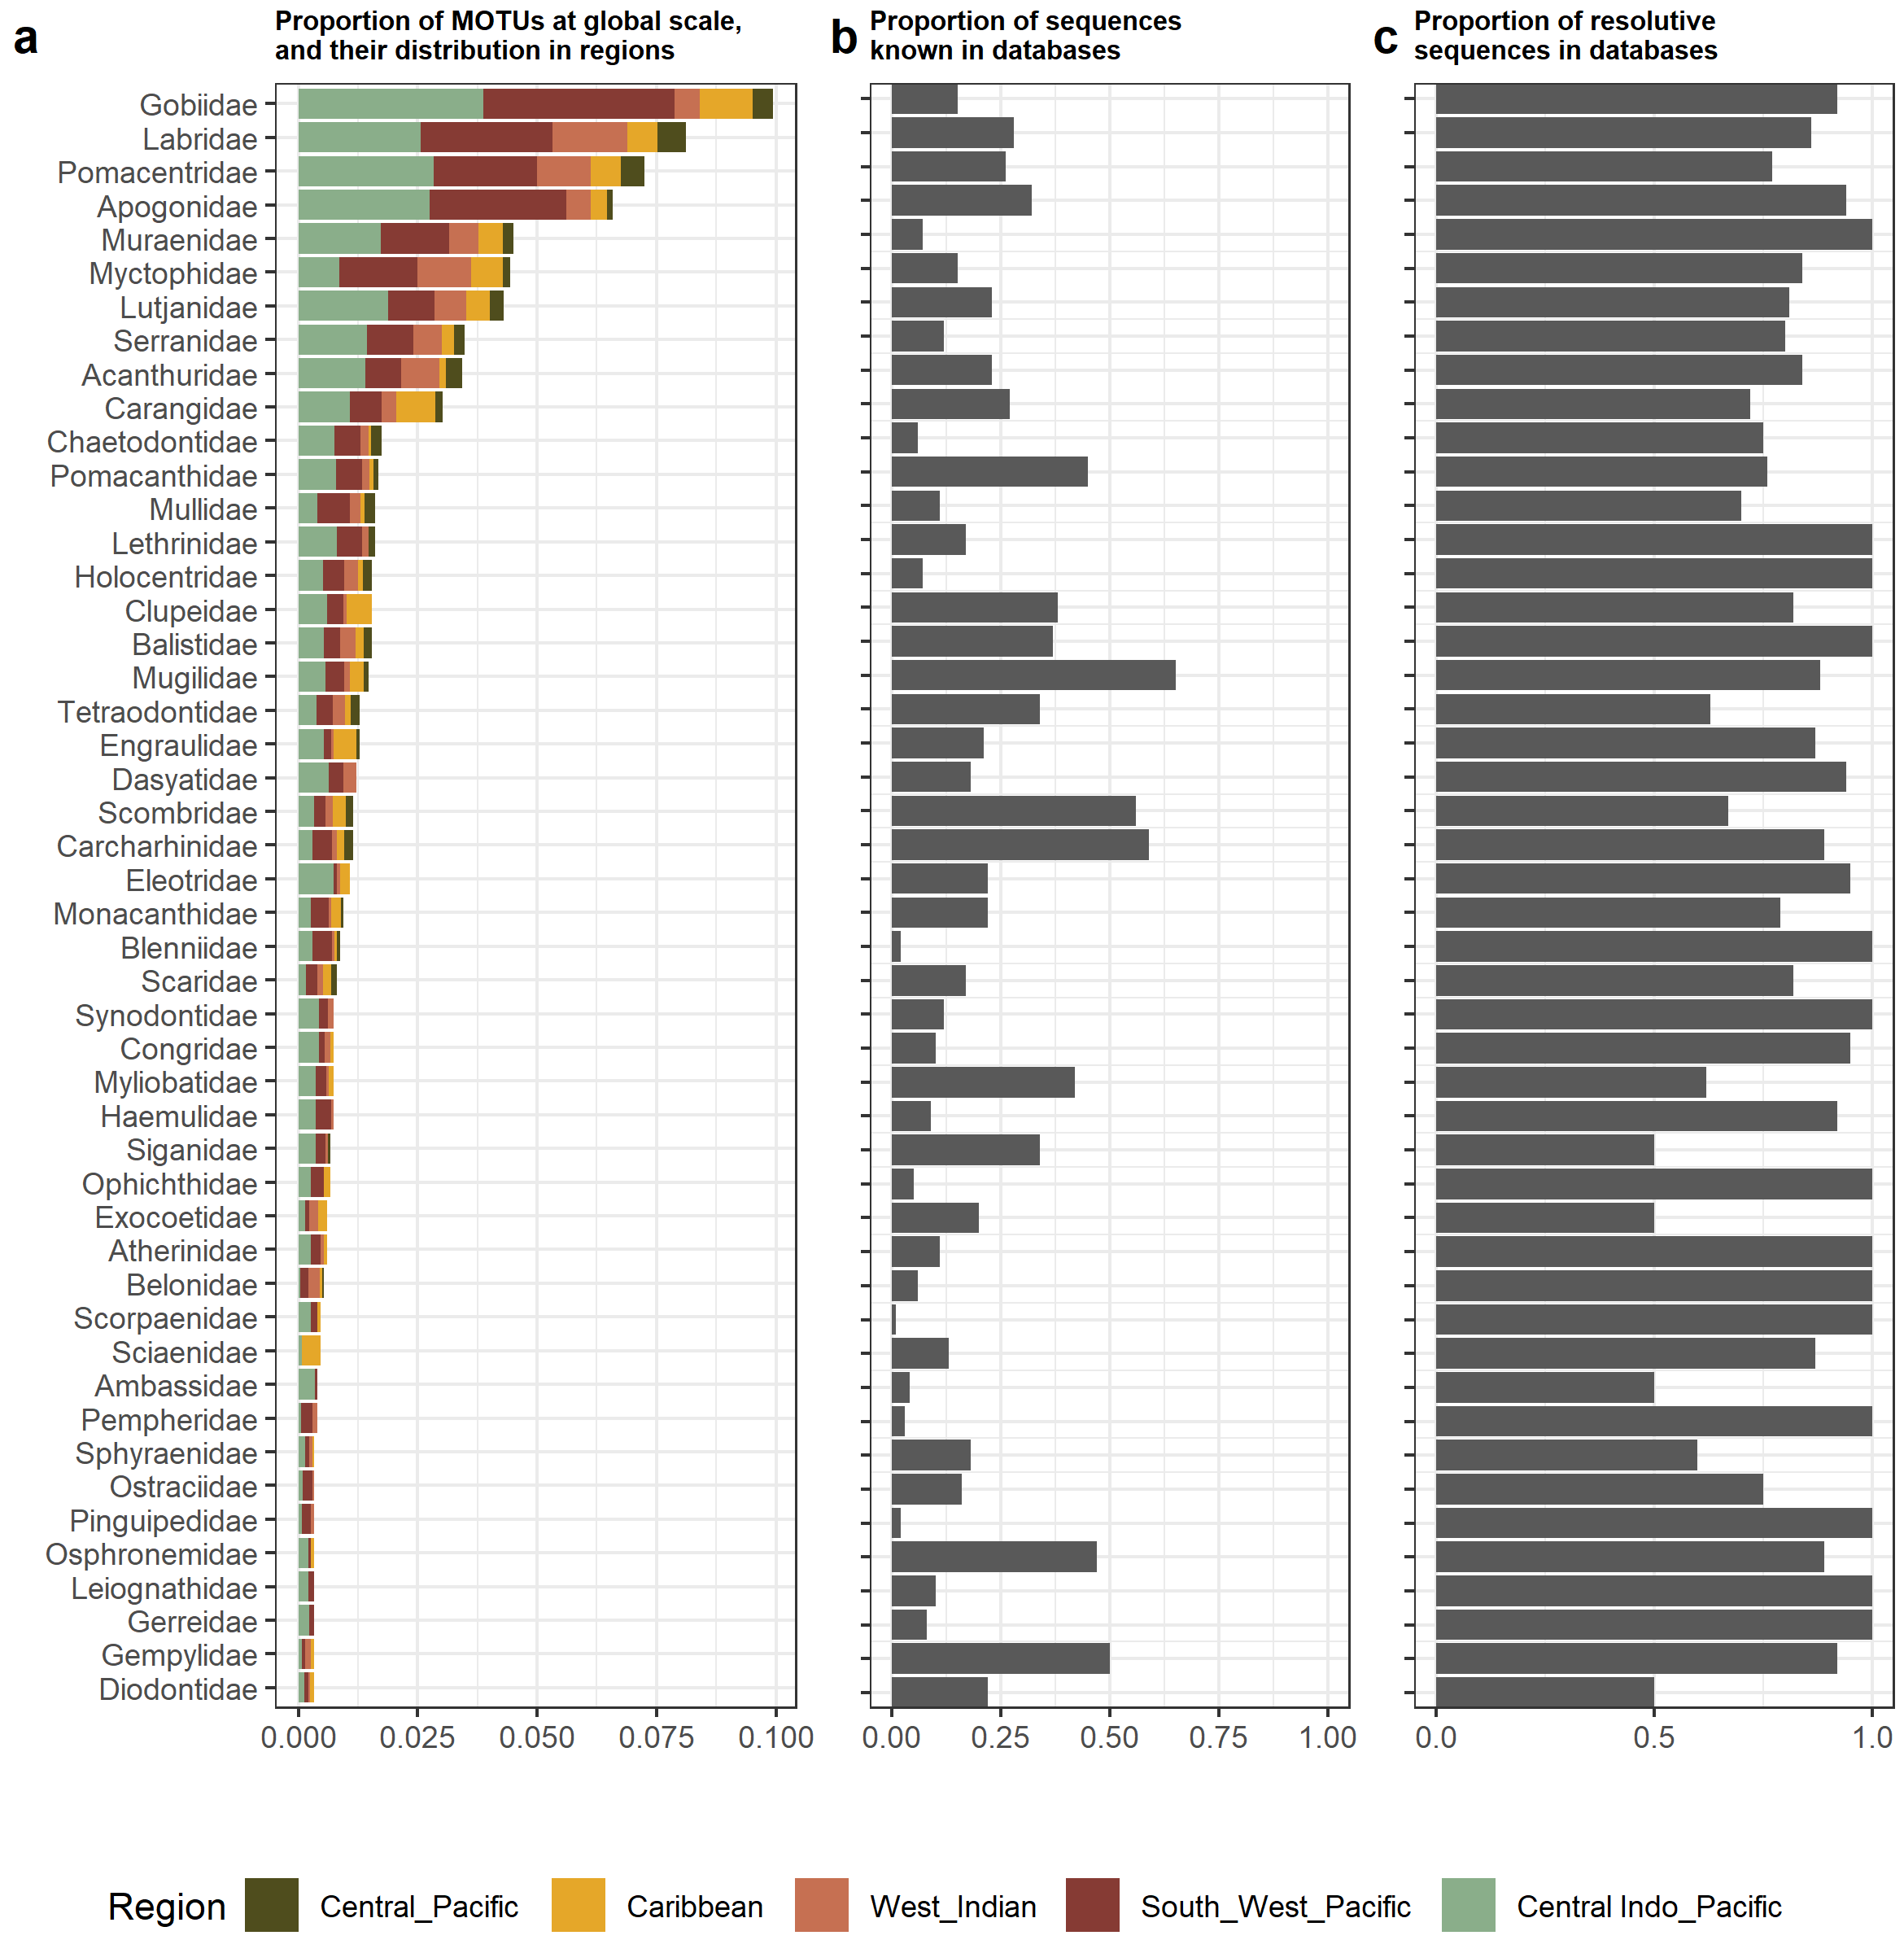 a
Proportion of MOTUs at global scale,
and their distribution in regions
b
Proportion of sequences
known in databases
c
Proportion of resolutive
sequences in databases
Gobiidae
Labridae
Pomacentridae
Apogonidae
Muraenidae
Myctophidae
Lutjanidae
Serranidae
Acanthuridae
Carangidae
Chaetodontidae
Pomacanthidae
Mullidae
Lethrinidae
Holocentridae
Clupeidae
Balistidae
Mugilidae
Tetraodontidae
Engraulidae
Dasyatidae
Scombridae
Carcharhinidae
Eleotridae
Monacanthidae
Blenniidae
Scaridae
Synodontidae
Congridae
Myliobatidae
Haemulidae
Siganidae
Ophichthidae
Exocoetidae
Atherinidae
Belonidae
Scorpaenidae
Sciaenidae
Ambassidae
Pempheridae
Sphyraenidae
Ostraciidae
Pinguipedidae
Osphronemidae
Leiognathidae
Gerreidae
Gempylidae
Diodontidae
0.000 0.025 0.050 0.075 0.100
0.00 0.25 0.50 0.75 1.00
0.0 0.5 1.0
Region Central_Pacific Caribbean West_Indian South_West_Pacific Central Indo_Pacific